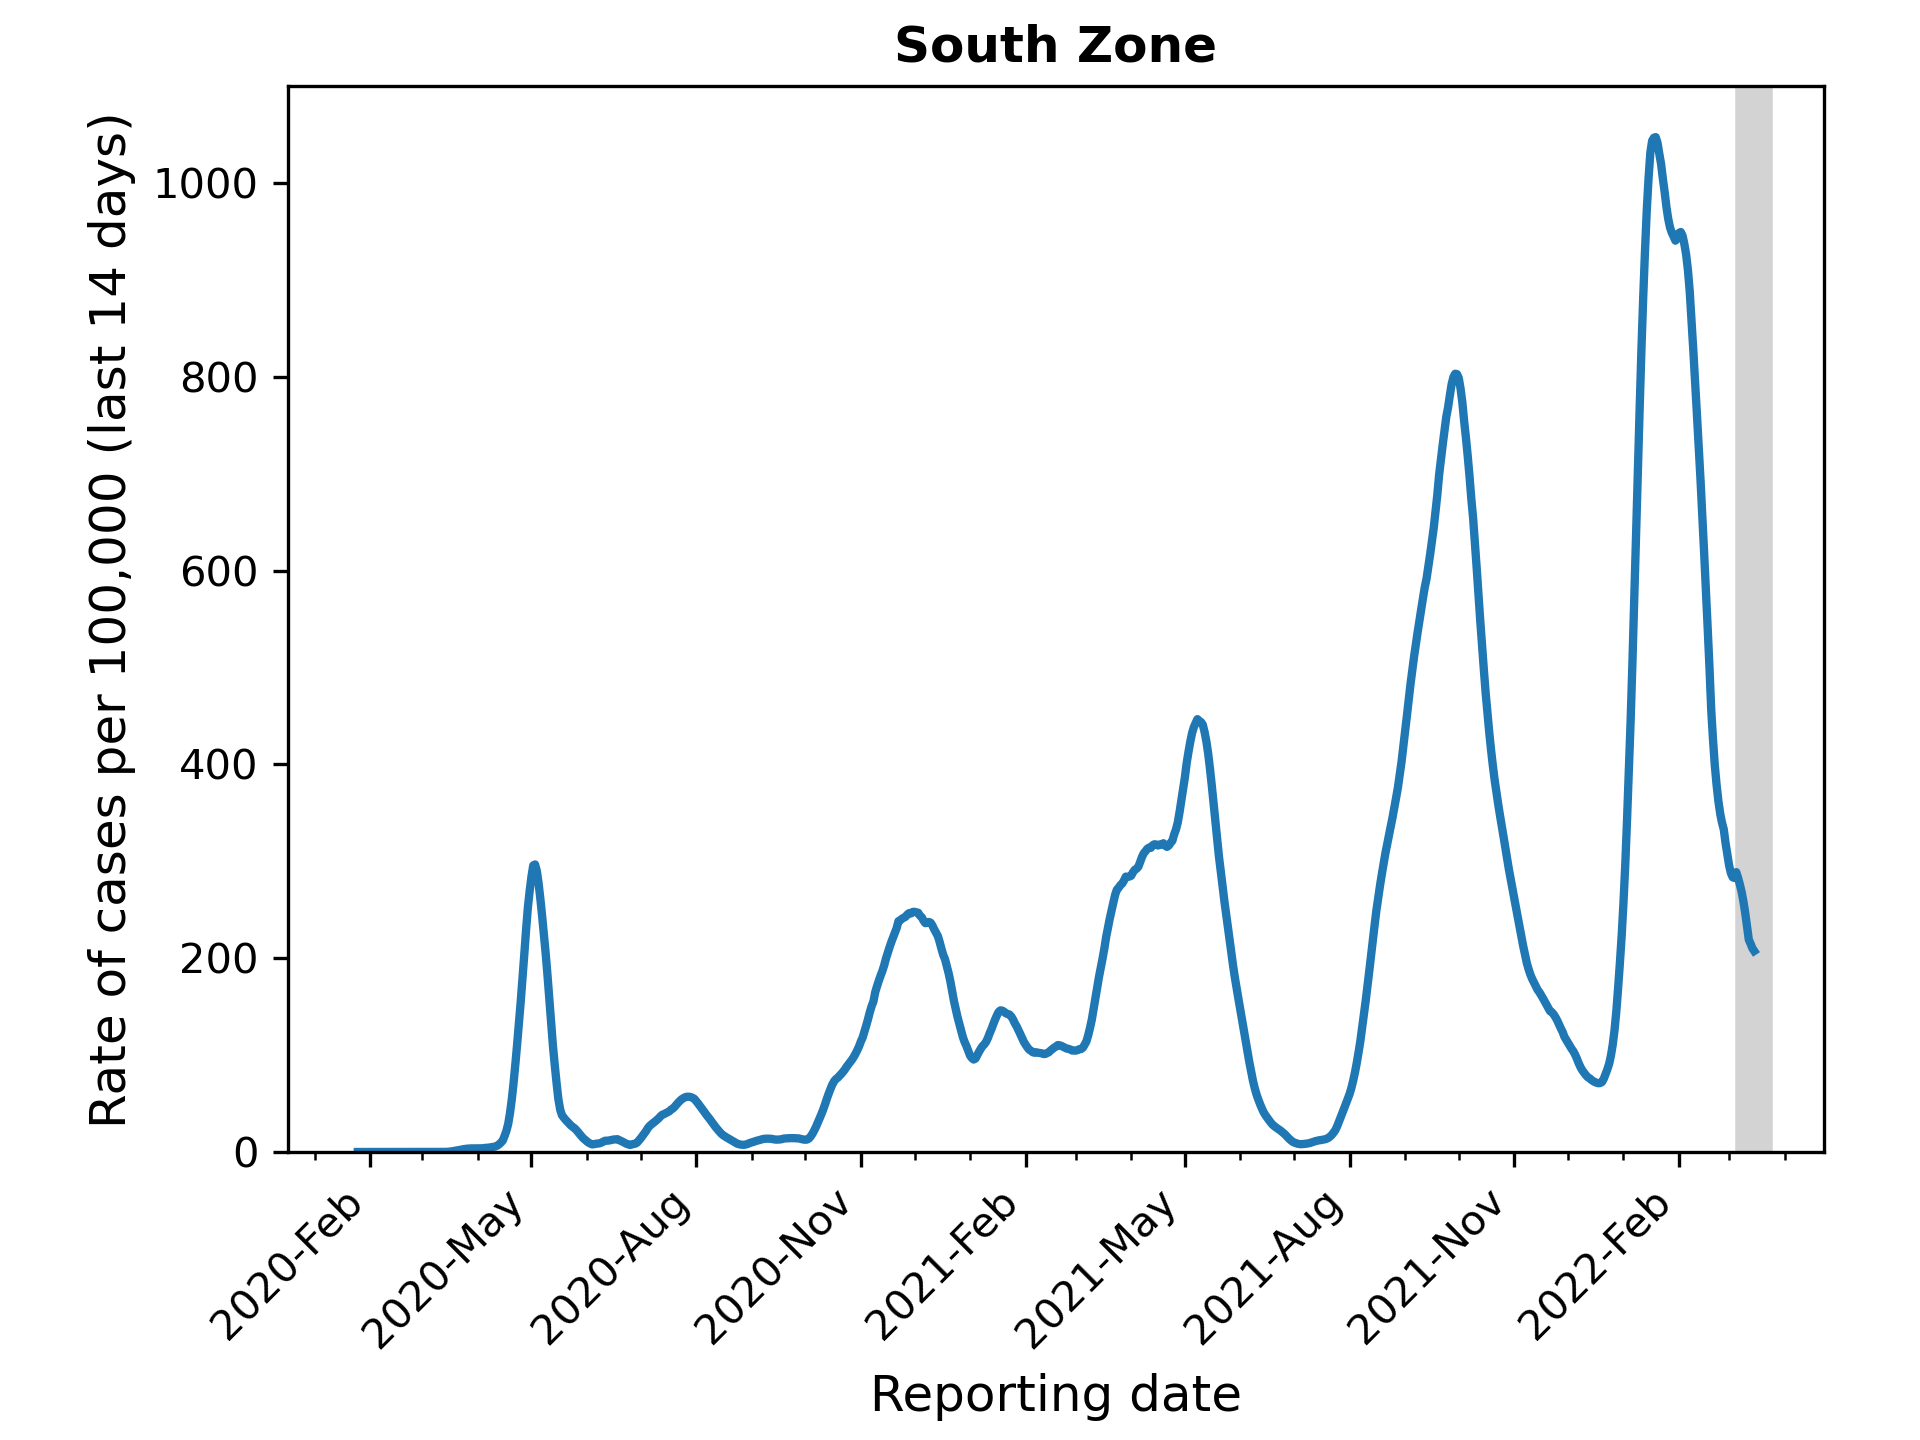 South Zone
Rate of cases per 100,000 (last 14 days)
1000
800
600
400
200
0
2020-Feb
2020-May
2020-Aug
2020-Nov
2021-Feb
2021-May
2021-Aug
2021-Nov
2022-Feb
Reporting date